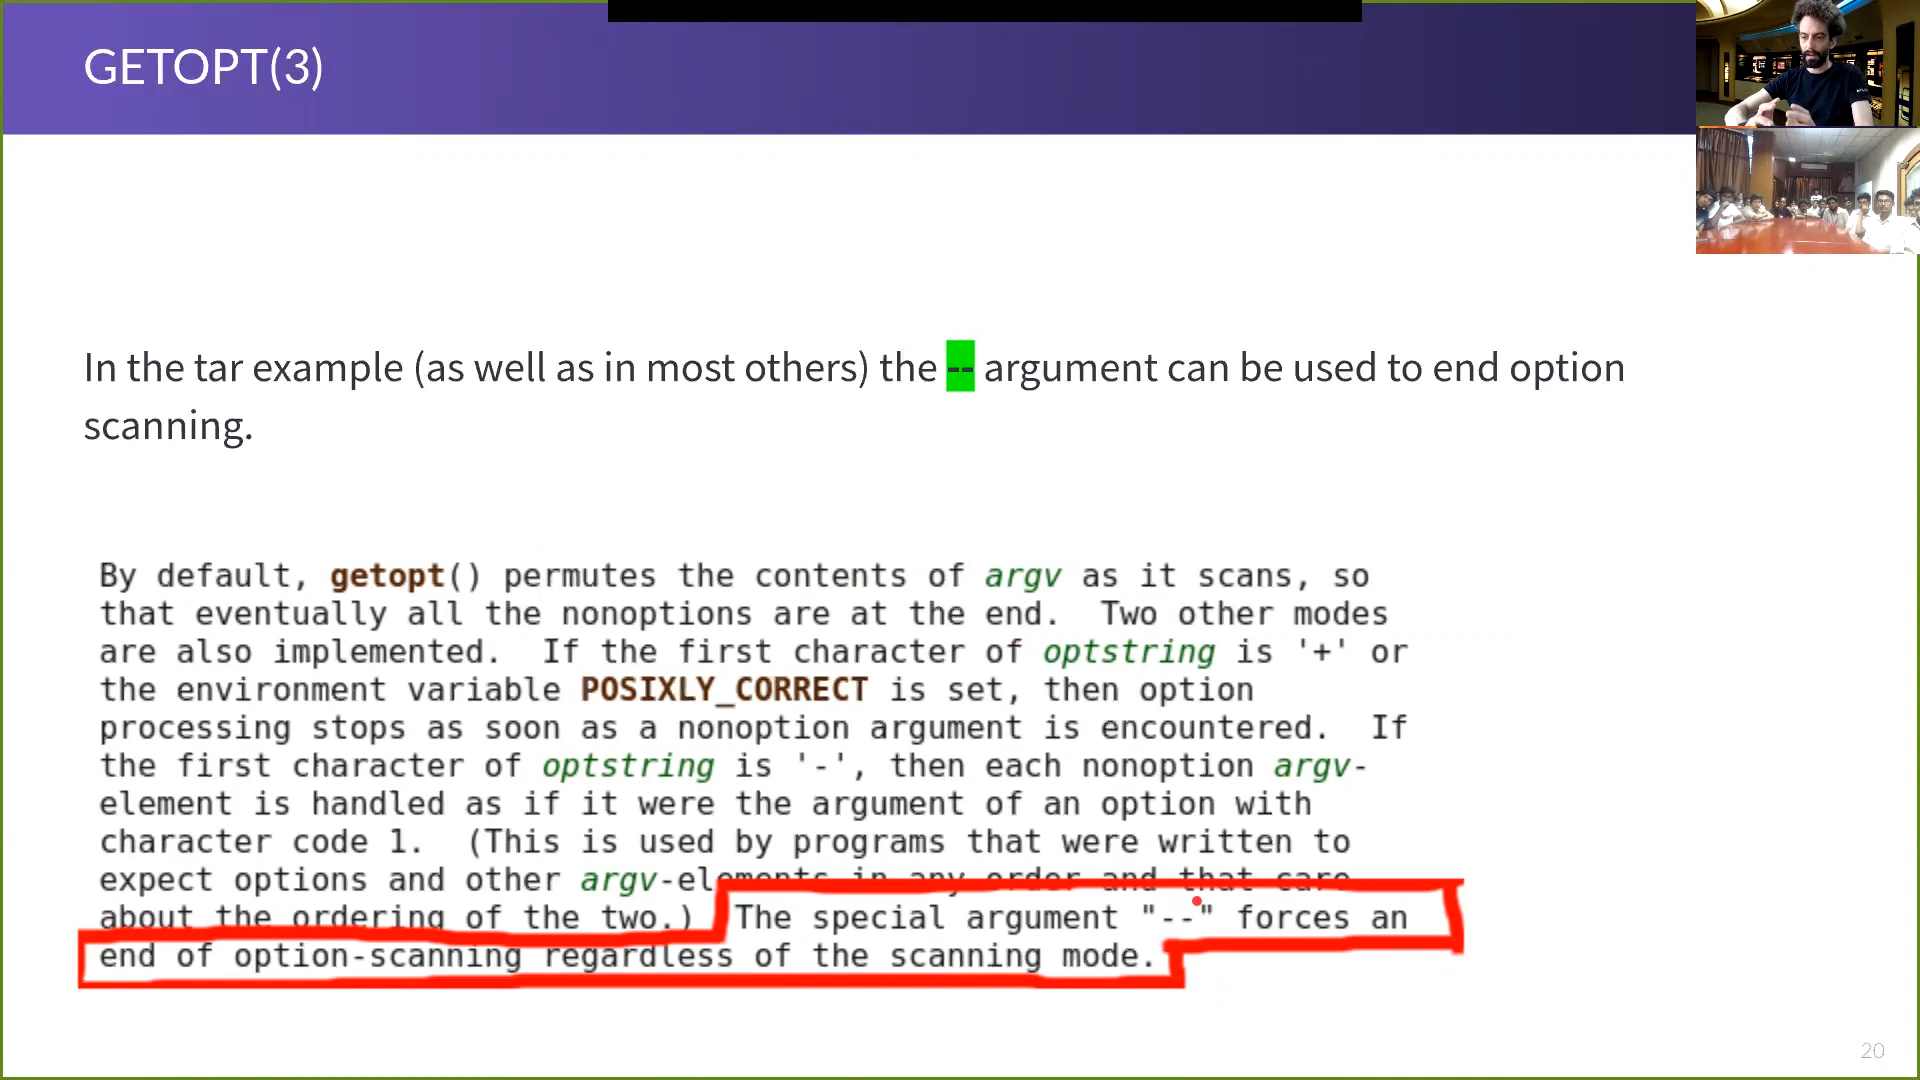 GETOPT(3)
In the tar example (as well as in most others) the -- argument can be used to end option
scanning.
By default, getopt() permutes the contents of argv as it scans, so
that eventually all the nonoptions are at the end.  Two other modes
are also implemented.  If the first character of optstring is '+' or
the environment variable POSIXLY_CORRECT is set, then option
processing stops as soon as a nonoption argument is encountered.  If
the first character of optstring is '-', then each nonoption argv-
element is handled as if it were the argument of an option with
character code 1.  (This is used by programs that were written to
expect options and other argv-elements in any order and that care
about the ordering of the two.)  The special argument "--" forces an
end of option-scanning regardless of the scanning mode.
20